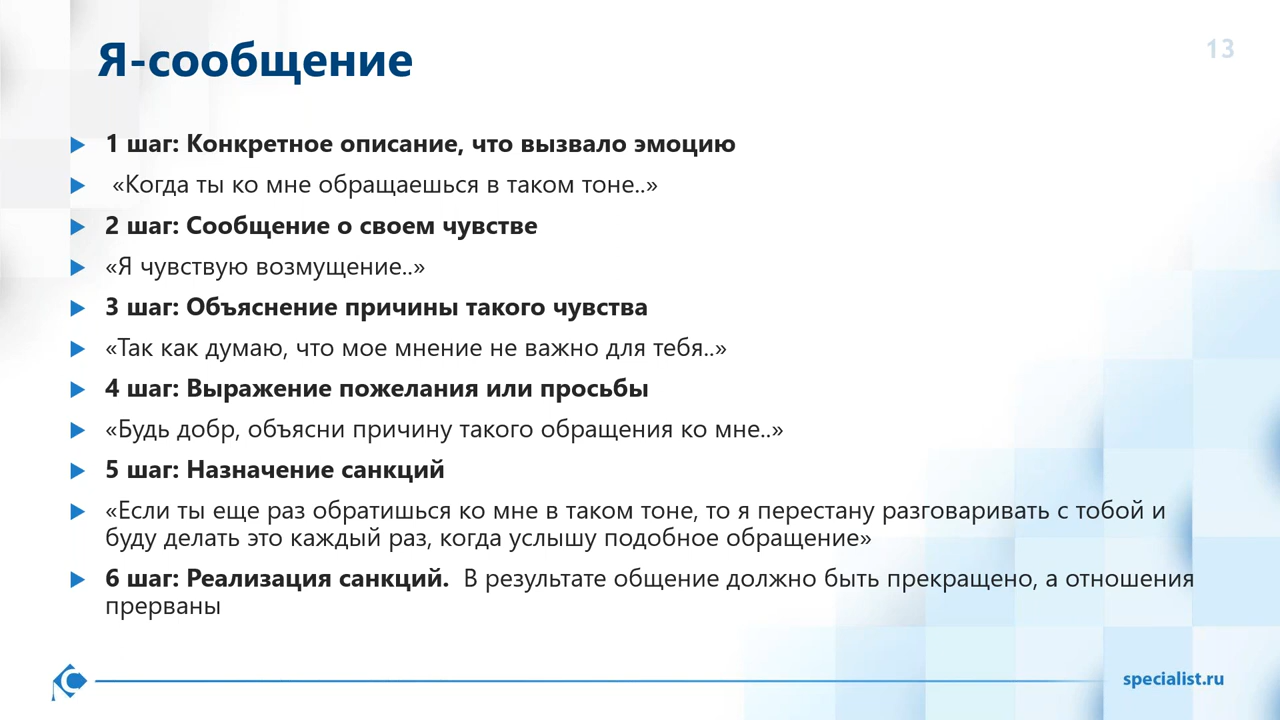 Я-сообщение
13
1 шаг: Конкретное описание, что вызвало эмоцию
«Когда ты ко мне обращаешься в таком тоне..»
2 шаг: Сообщение о своем чувстве
«Я чувствую возмущение..»
3 шаг: Объяснение причины такого чувства
«Так как думаю, что мое мнение не важно для тебя..»
4 шаг: Выражение пожелания или просьбы
«Будь добр, объясни причину такого обращения ко мне..»
5 шаг: Назначение санкций
«Если ты еще раз обратишься ко мне в таком тоне, то я перестану разговаривать с тобой и
буду делать это каждый раз, когда услышу подобное обращение»
6 шаг: Реализация санкций.  В результате общение должно быть прекращено, а отношения
прерваны
specialist.ru